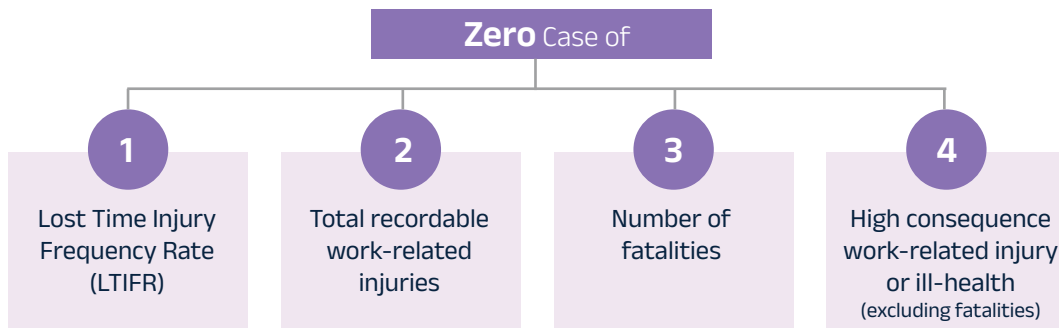 Zero Case of
1
Lost Time Injury
Frequency Rate
(LTIFR)
2
Total recordable
work-related
injuries
3
Number of
fatalities
4
High consequence
work-related injury
or ill-health
(excluding fatalities)